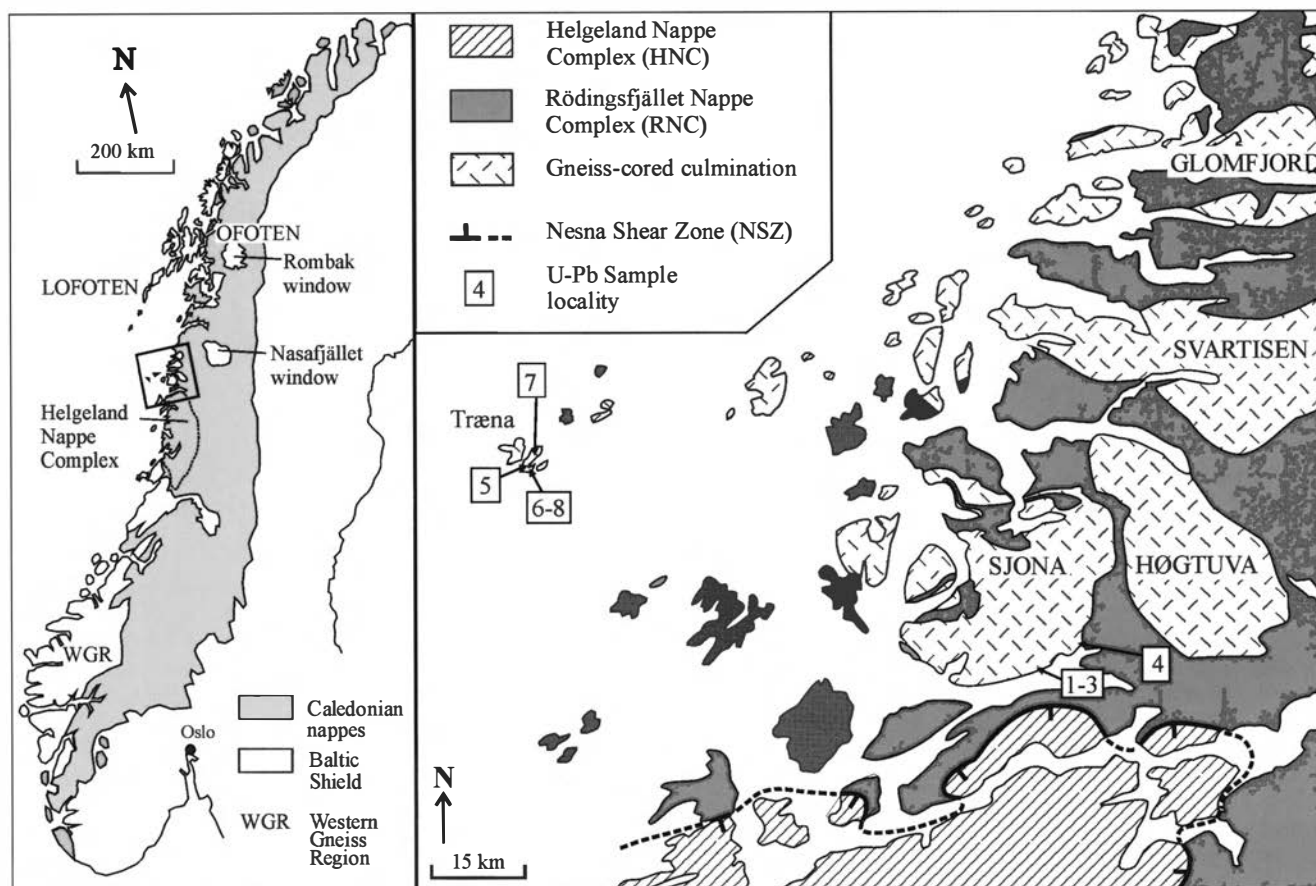 N
200 km
OFOTEN
Rombak
window
LOFOTEN
Nasafjället
window
Helgeland
Nappe
Complex
WGR
Oslo
Caledonian
nappes
Baltic
Shield
WGR Western
Gneiss
Region
Helgeland Nappe
Complex (HNC)
Rödingsfjället Nappe
Complex (RNC)
Gneiss-cored culmination
Nesna Shear Zone (NSZ)
4 U-Pb Sample
locality
GLOMFJORD
SVARTISEN
7
Træna
5
6-8
SJONA
HØGTUVA
4
1-3
N
15 km